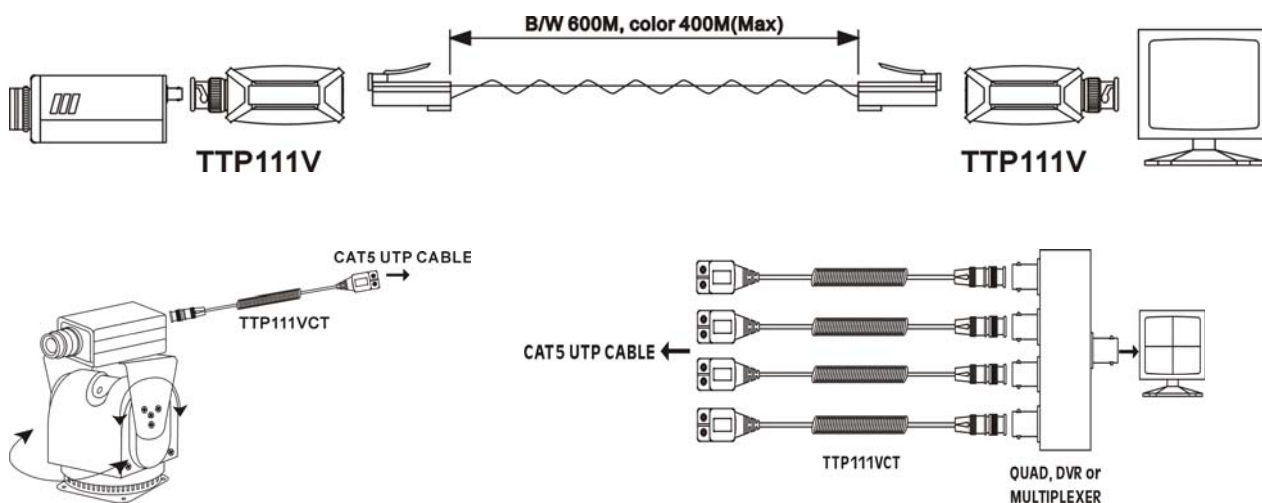 B/W 600M, color 400M(Max)
TTP111V
TTP111V
CAT5 UTP CABLE
TTP111VCT
CAT5 UTP CABLE
TTP111VCT
QUAD, DVR or
MULTIPLEXER